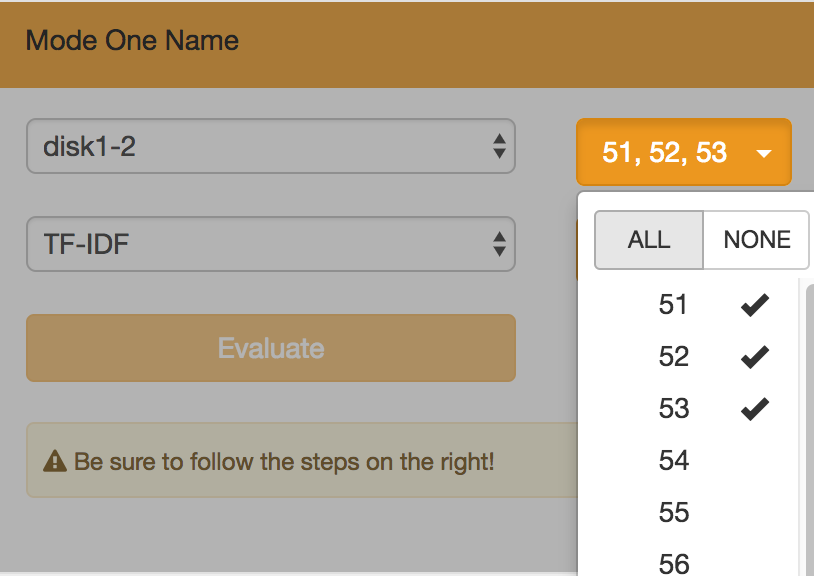 Mode One Name
disk1-2
51, 52, 53
TF-IDF
ALL NONE
51
52
53
54
55
56
Evaluate
Be sure to follow the steps on the right!